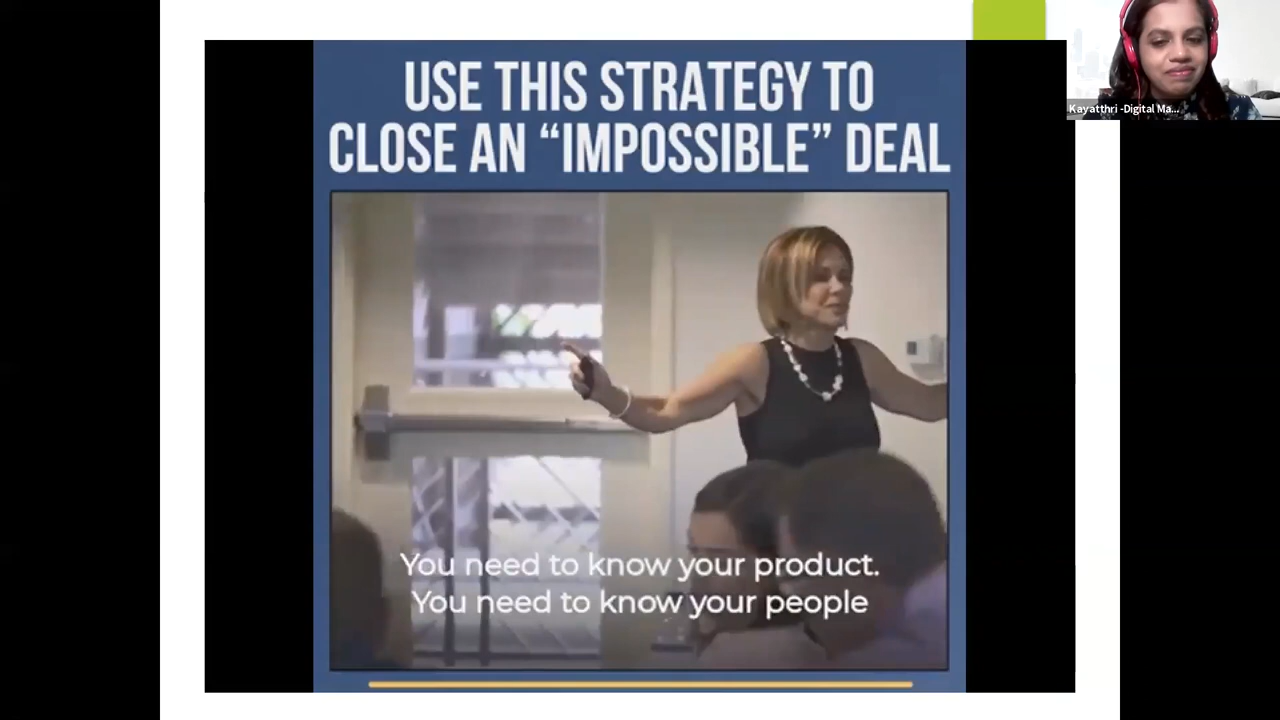 USE THIS STRATEGY TO
CLOSE AN “IMPOSSIBLE” DEAL
Kayatthri -Digital Ma...
You need to know your product.
You need to know your people